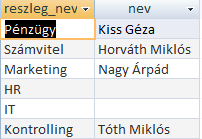 reszleg_nev nev
Pénzügy Kiss Géza
Számvitel Horváth Miklós
Marketing Nagy Árpád
HR
IT
Kontrolling Tóth Miklós